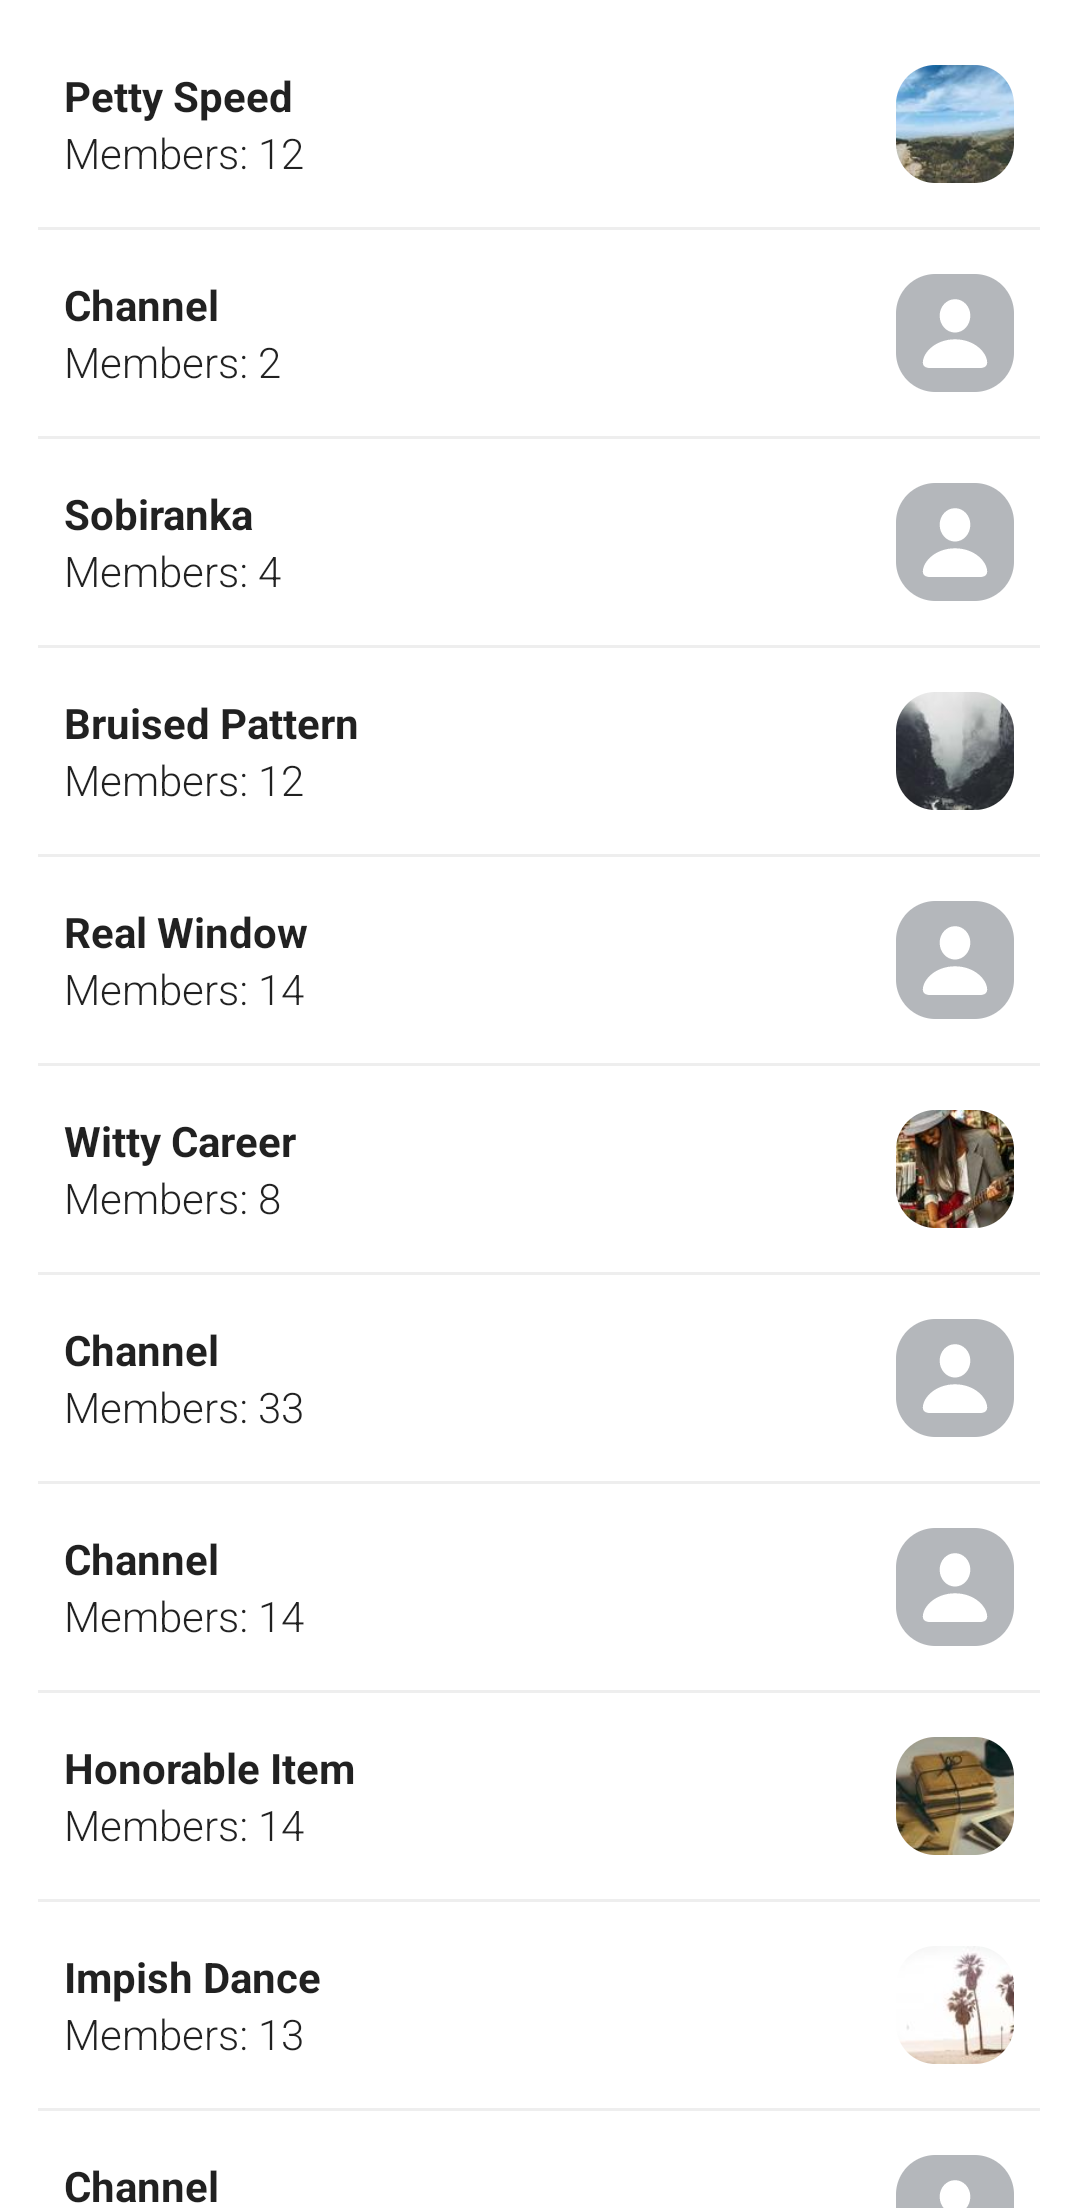 Petty Speed
Members: 12
Channel
Members: 2
Sobiranka
Members: 4
Bruised Pattern
Members: 12
Real Window
Members: 14
Witty Career
Members: 8
Channel
Members: 33
Channel
Members: 14
Honorable Item
Members: 14
Impish Dance
Members: 13
Channel